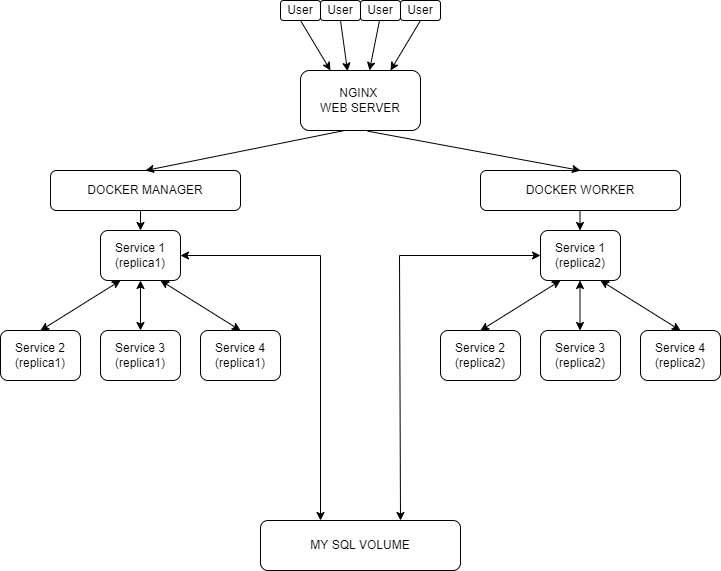 User
User
User
User
NGINX
WEB SERVER
DOCKER MANAGER
DOCKER WORKER
Service 1
(replica1)
Service 1
(replica2)
Service 2
(replica1)
Service 3
(replica1)
Service 4
(replica1)
Service 2
(replica2)
Service 3
(replica2)
Service 4
(replica2)
MY SQL VOLUME